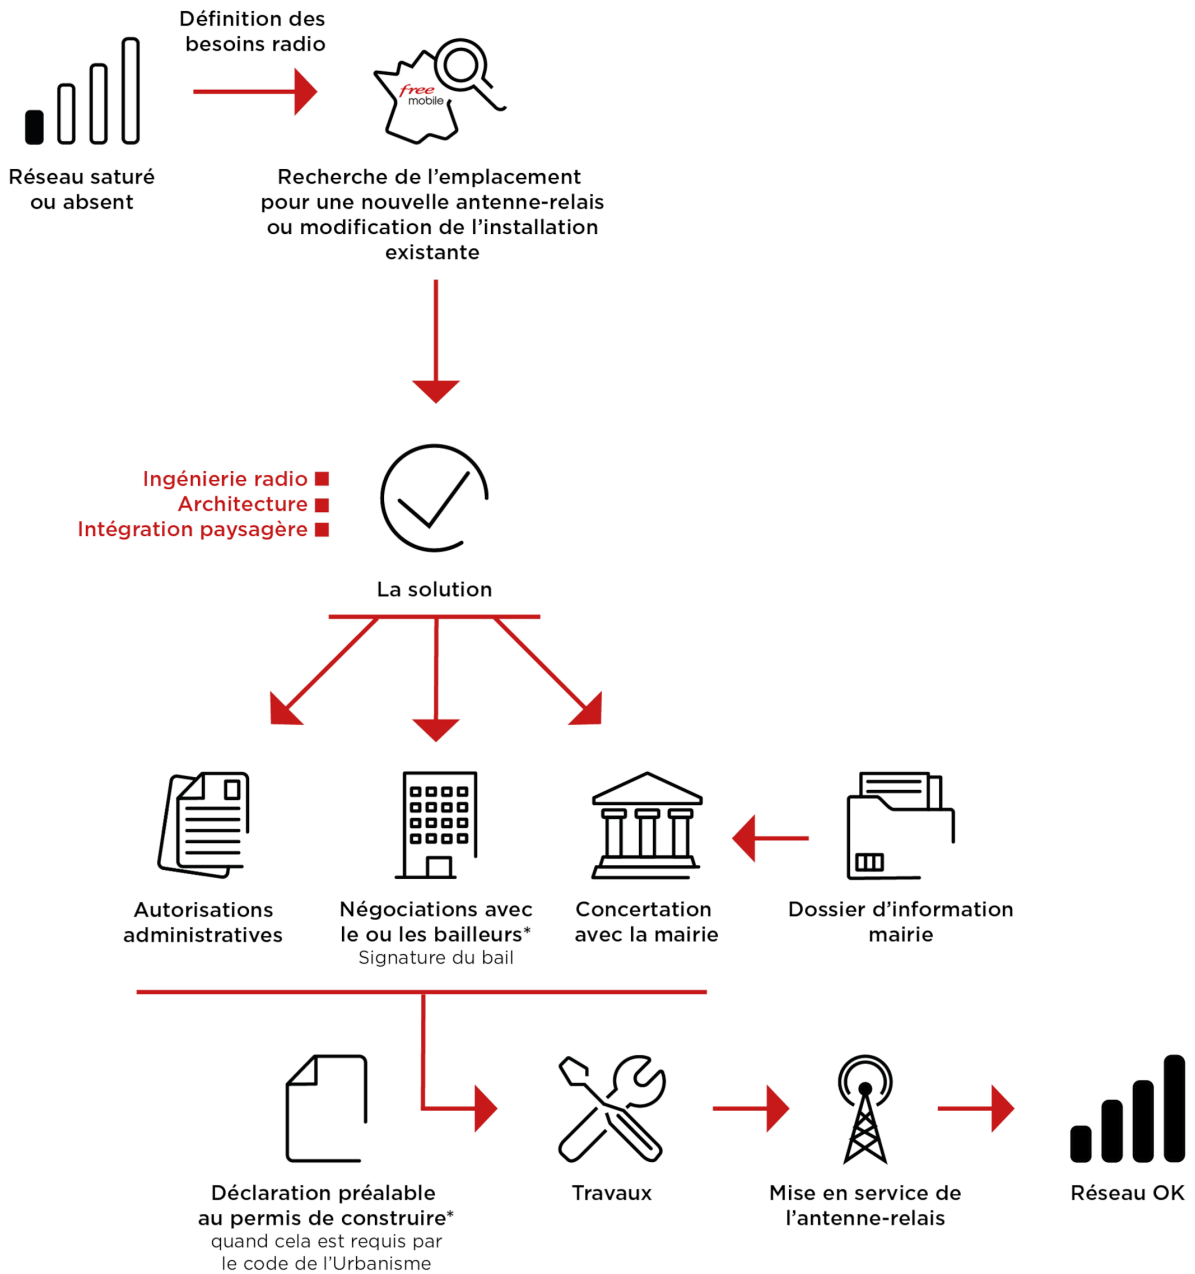 Définition des
besoins radio
free
mobile
Réseau saturé
ou absent
Recherche de l'emplacement
pour une nouvelle antenne-relais
ou modification de l'installation
existante
Ingénierie radio
Architecture
Intégration paysagère
La solution
Autorisations
administratives
Négociations avec
le ou les bailleurs*
Signature du bail
Concertation
avec la mairie
Dossier d'information
mairie
Déclaration préalable
au permis de construire*
quand cela est requis par
le code de l'Urbanisme
Travaux
Mise en service de
l'antenne-relais
Réseau OK